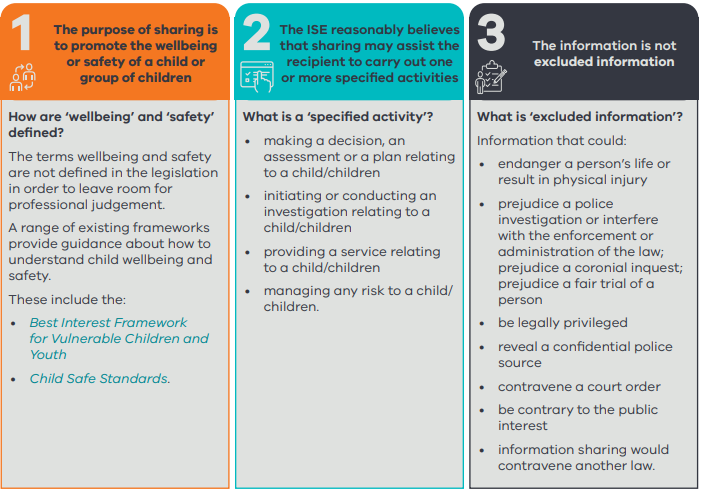 1
The purpose of sharing is
to promote the wellbeing
or safety of a child or
group of children
How are ‘wellbeing’ and ‘safety’
defined?
The terms wellbeing and safety
are not defined in the legislation
in order to leave room for
professional judgement.
A range of existing frameworks
provide guidance about how to
understand child wellbeing and
safety.
These include the:
• Best Interest Framework
for Vulnerable Children and
Youth
• Child Safe Standards.
2
The ISE reasonably believes
that sharing may assist the
recipient to carry out one
or more specified activities
What is a ‘specified activity’?
• making a decision, an
assessment or a plan relating
to a child/children
• initiating or conducting an
investigation relating to a
child/children
• providing a service relating
to a child/children
• managing any risk to a child/
children.
3
The information is not
excluded information
What is ‘excluded information’?
Information that could:
• endanger a person’s life or
result in physical injury
• prejudice a police
investigation or interfere
with the enforcement or
administration of the law;
prejudice a coronial inquest;
prejudice a fair trial of a
person
• be legally privileged
• reveal a confidential police
source
• contravene a court order
• be contrary to the public
interest
• information sharing would
contravene another law.